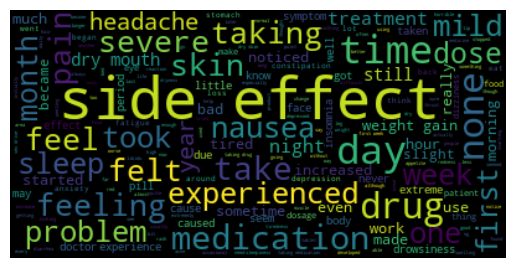 much
went
pain
headache
severe
taking
mild
time
dose
treatment
symptom
stomach
began
constipation
eye
month
dry mouth
skin
noticed
still
well
became
period
little
loss
bad
face
got
know
really
insomnia
lot
make
back
side effect
none
feel
took
nausea
tired
night
year
due
effect
weight gain
hour
slight
morning
food
think
dizziness
day
first
sleep
felt
take
increased
even
never
week
may
started
anxiety
pill
cause
sometime
seem
depression
dosage
body
extreme
patient
use
thing
feeling
experienced
drug
problem
doctor
experience
caused
medication
made
work
drowsiness
one